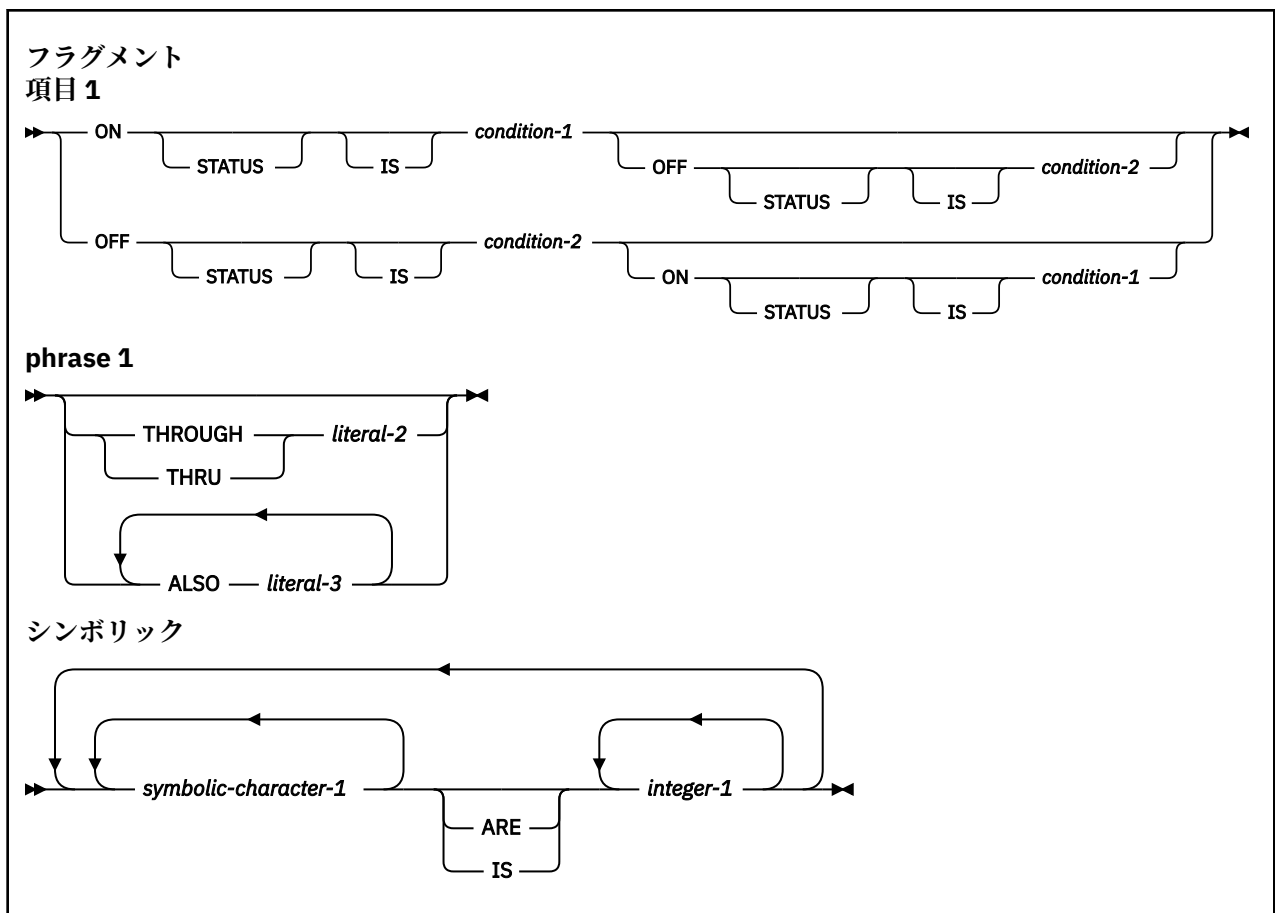 フラグメント
項目 1
ON STATUS IS condition-1 OFF STATUS IS condition-2
OFF STATUS IS condition-2 ON STATUS IS condition-1
phrase 1
THROUGH literal-2
THRU
ALSO literal-3
シンボリック
symbolic-character-1 integer-1
ARE
IS